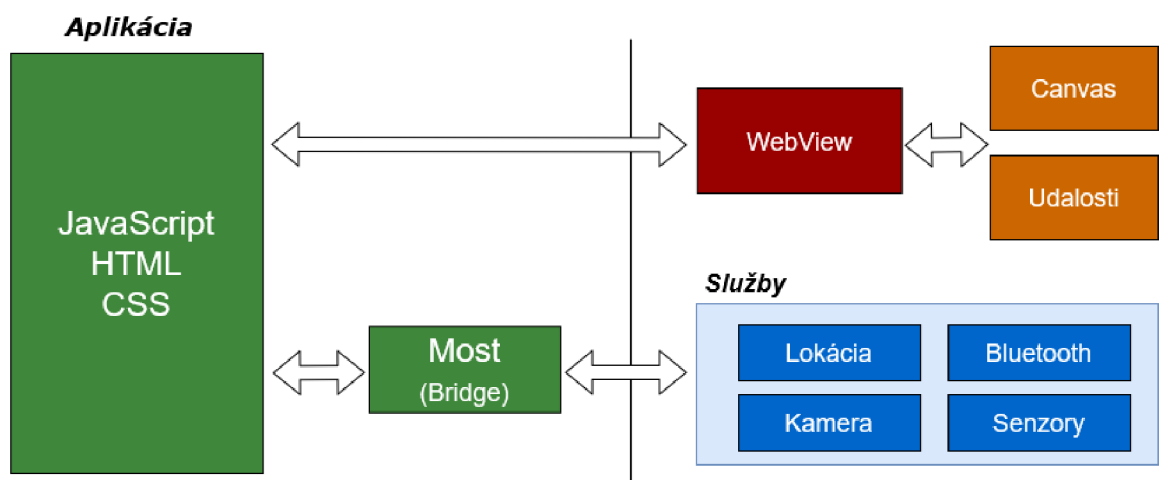 Aplikácia
JavaScript
HTML
CSS
Most
(Bridge)
WebView
Canvas
Udalosti
Služby
Lokácia
Bluetooth
Kamera
Senzory